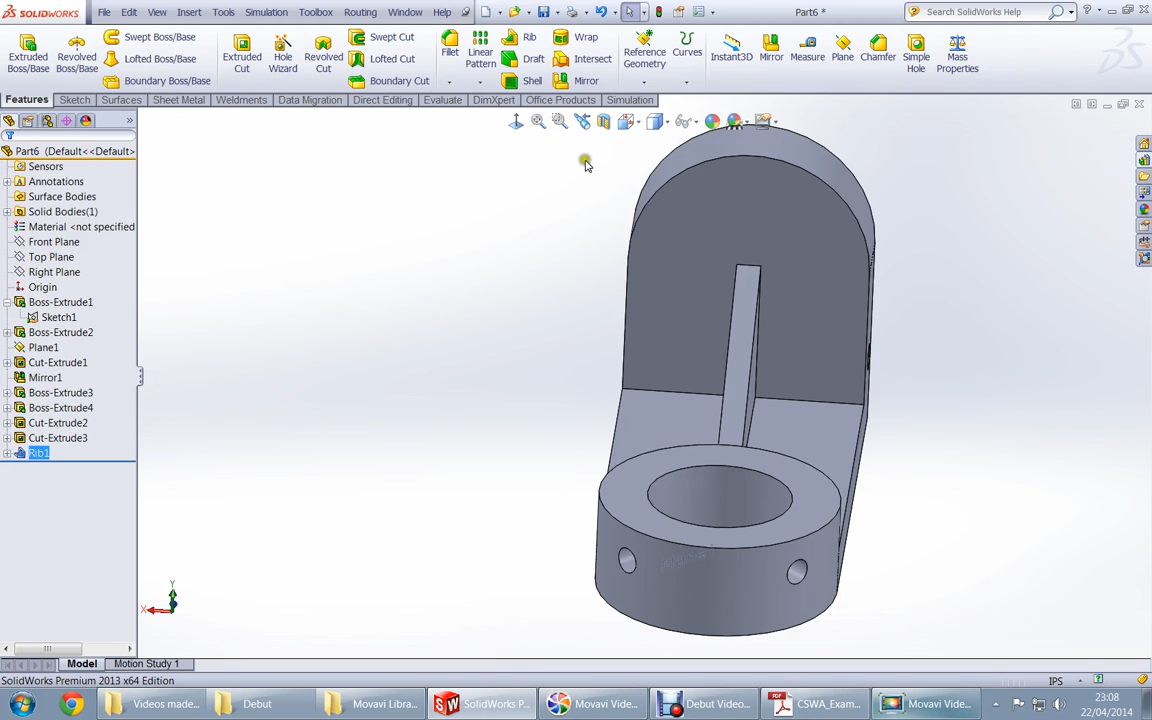 SOLIDWORKS File Edit View Insert Tools Simulation Toolbox Routing Window Help Part6 * Search SolidWorks Help
Extruded Boss/Base
Revolved Boss/Base
Swept Boss/Base
Lofted Boss/Base
Boundary Boss/Base
Extruded Cut
Hole Wizard
Revolved Cut
Swept Cut
Lofted Cut
Boundary Cut
Fillet
Linear Pattern
Rib
Draft
Shell
Wrap
Intersect
Mirror
Reference Geometry
Curves
Instant3D
Mirror
Measure
Plane
Chamfer
Simple Hole
Mass Properties
Features Sketch Surfaces Sheet Metal Weldments Data Migration Direct Editing Evaluate DimXpert Office Products Simulation
Part6 (Default<<Default>
Sensors
Annotations
Surface Bodies
Solid Bodies(1)
Material <not specified
Front Plane
Top Plane
Right Plane
Origin
Boss-Extrude1
Sketch1
Boss-Extrude2
Plane1
Cut-Extrude1
Mirror1
Boss-Extrude3
Boss-Extrude4
Cut-Extrude2
Cut-Extrude3
Rib1
Y
X
Model Motion Study 1
SolidWorks Premium 2013 x64 Edition IPS
Videos made... Debut Movavi Libra... SolidWorks P... Movavi Vide... Debut Video... CSWA_Exam... Movavi Vide... 23:08
22/04/2014